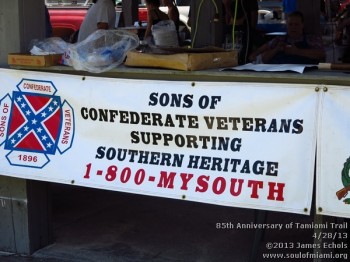 SONS OF
CONFEDERATE VETERANS
SUPPORTING
SOUTHERN HERITAGE
1-800-MYSOUTH
SONS OF
CONFEDERATE
VETERANS
1896
85th Anniversary of Tamiami Trail
4/28/13
©2013 James Echols
www.soulofmiami.org